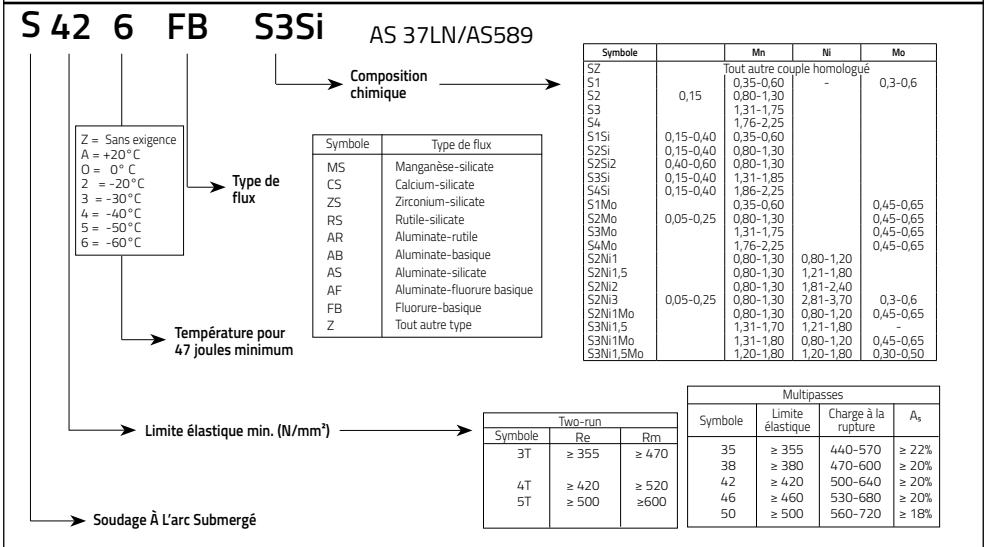 S 42 6 FB S3Si AS 37LN/AS589
Composition
chimique
Symbole Mn Ni Mo
SZ Tout autre couple homologué
S1 0,35-0,60 - 0,3-0,6
S2 0,15 0,80-1,30
S3 1,31-1,75
S4 1,76-2,25
S1Si 0,15-0,40 0,35-0,60
S2Si 0,15-0,40 0,80-1,30
S2Si2 0,40-0,60 0,80-1,30
S3Si 0,15-0,40 1,31-1,85
S4Si 0,15-0,40 1,86-2,25
S1Mo 0,35-0,60 0,45-0,65
S2Mo 0,05-0,25 0,80-1,30 0,45-0,65
S3Mo 1,31-1,75 0,45-0,65
S4Mo 1,76-2,25 0,45-0,65
S2Ni1 0,80-1,30 0,80-1,20
S2Ni1,5 0,80-1,30 1,21-1,80
S2Ni2 0,80-1,30 1,81-2,40
S2Ni3 0,05-0,25 0,80-1,30 2,81-3,70 0,3-0,6
S2Ni1Mo 0,80-1,30 0,80-1,20 0,45-0,65
S3Ni1,5 1,31-1,70 1,21-1,80 -
S3Ni1Mo 1,31-1,80 0,80-1,20 0,45-0,65
S3Ni1,5Mo 1,20-1,80 1,20-1,80 0,30-0,50
Z = Sans exigence
A = +20°C
0 = 0° C
2 = -20°C
3 = -30°C
4 = -40°C
5 = -50°C
6 = -60°C
Type de
flux
Symbole Type de flux
MS Manganèse-silicate
CS Calcium-silicate
ZS Zirconium-silicate
RS Rutile-silicate
AR Aluminate-rutile
AB Aluminate-basique
AS Aluminate-silicate
AF Aluminate-fluorure basique
FB Fluorure-basique
Z Tout autre type
Température pour
47 joules minimum
Limite élastique min. (N/mm²)
Two-run
Symbole Re Rm
3T ≥ 355 ≥ 470
4T ≥ 420 ≥ 520
5T ≥ 500 ≥600
Multipasses
Symbole Limite élastique Charge à la rupture A₅
35 ≥ 355 440-570 ≥ 22%
38 ≥ 380 470-600 ≥ 20%
42 ≥ 420 500-640 ≥ 20%
46 ≥ 460 530-680 ≥ 20%
50 ≥ 500 560-720 ≥ 18%
Soudage À L'arc Submergé